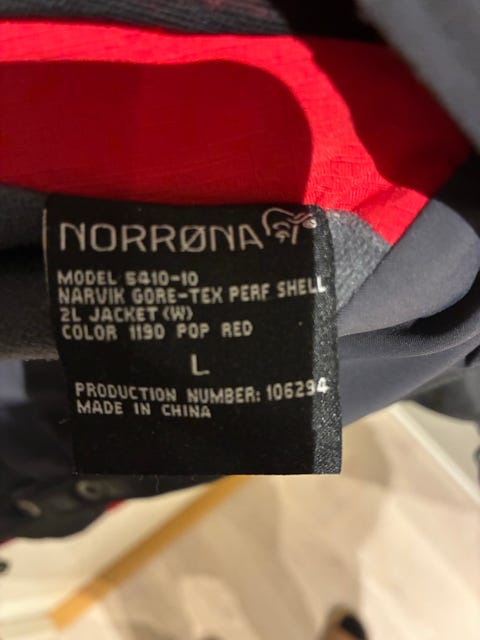 NORRØNA
MODEL 5410-10
NARVIK GORE-TEX PERF SHELL
2L JACKET (W)
COLOR 1190 POP RED
L
PRODUCTION NUMBER: 106294
MADE IN CHINA